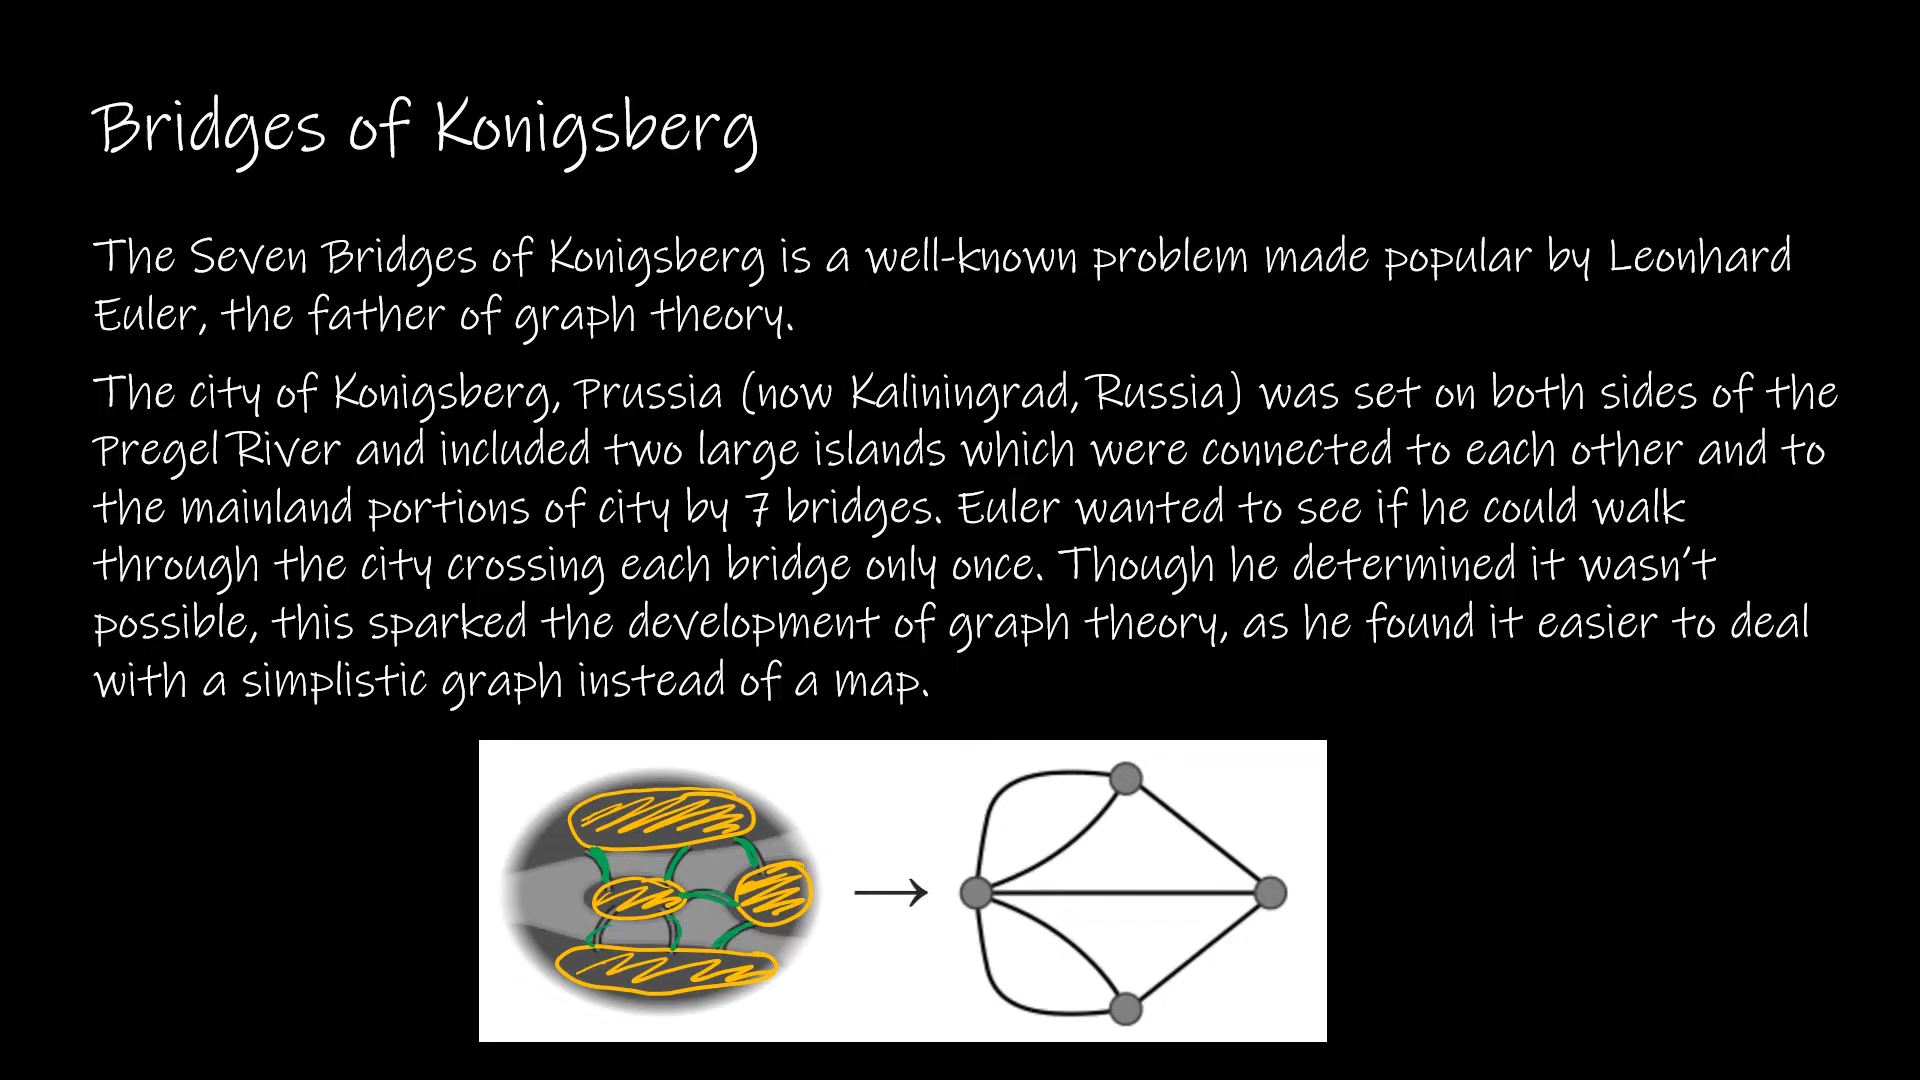 Bridges of Konigsberg
The Seven Bridges of Konigsberg is a well-known problem made popular by Leonhard
Euler, the father of graph theory.
The city of Konigsberg, Prussia (now Kaliningrad, Russia) was set on both sides of the
Pregel River and included two large islands which were connected to each other and to
the mainland portions of city by 7 bridges. Euler wanted to see if he could walk
through the city crossing each bridge only once. Though he determined it wasn't
possible, this sparked the development of graph theory, as he found it easier to deal
with a simplistic graph instead of a map.